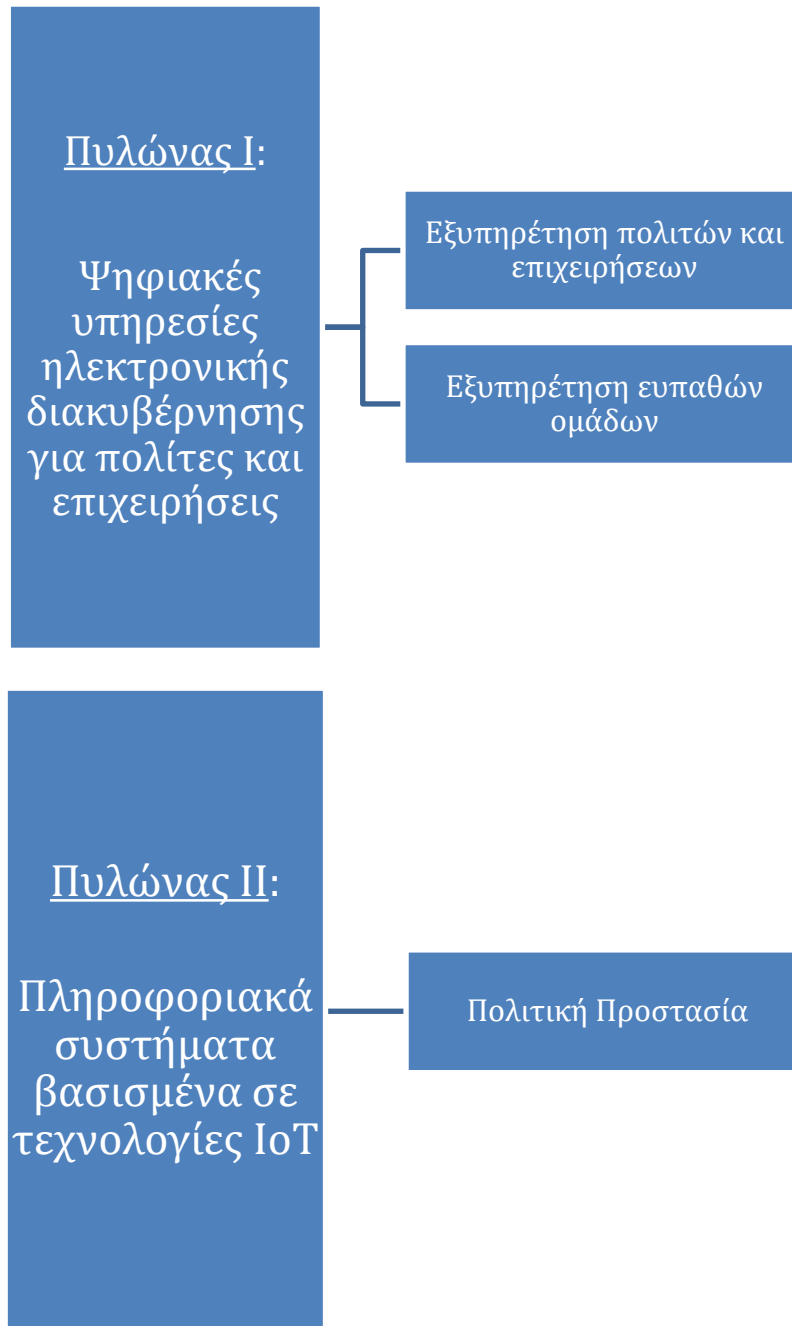 Πυλώνας Ι:
Ψηφιακές
υπηρεσίες
ηλεκτρονικής
διακυβέρνησης
για πολίτες και
επιχειρήσεις
Εξυπηρέτηση πολιτών και
επιχειρήσεων
Εξυπηρέτηση ευπαθών
ομάδων
Πυλώνας ΙΙ:
Πληροφοριακά
συστήματα
βασισμένα σε
τεχνολογίες IoT
Πολιτική Προστασία